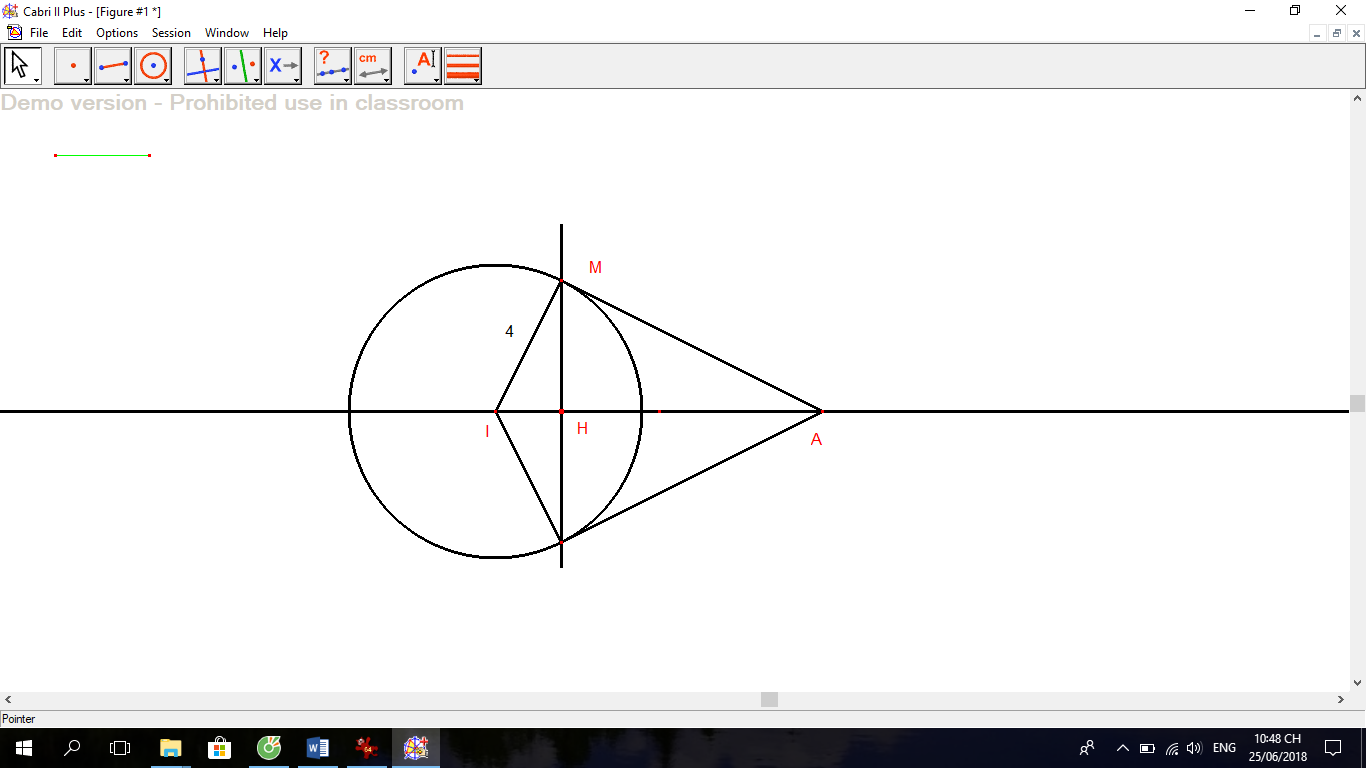 Cabri II Plus - [Figure #1 *]
File Edit Options Session Window Help
? cm A X
Demo version - Prohibited use in classroom
M
4
I
H
A
Pointer
64
ENG
10:48 CH
25/06/2018